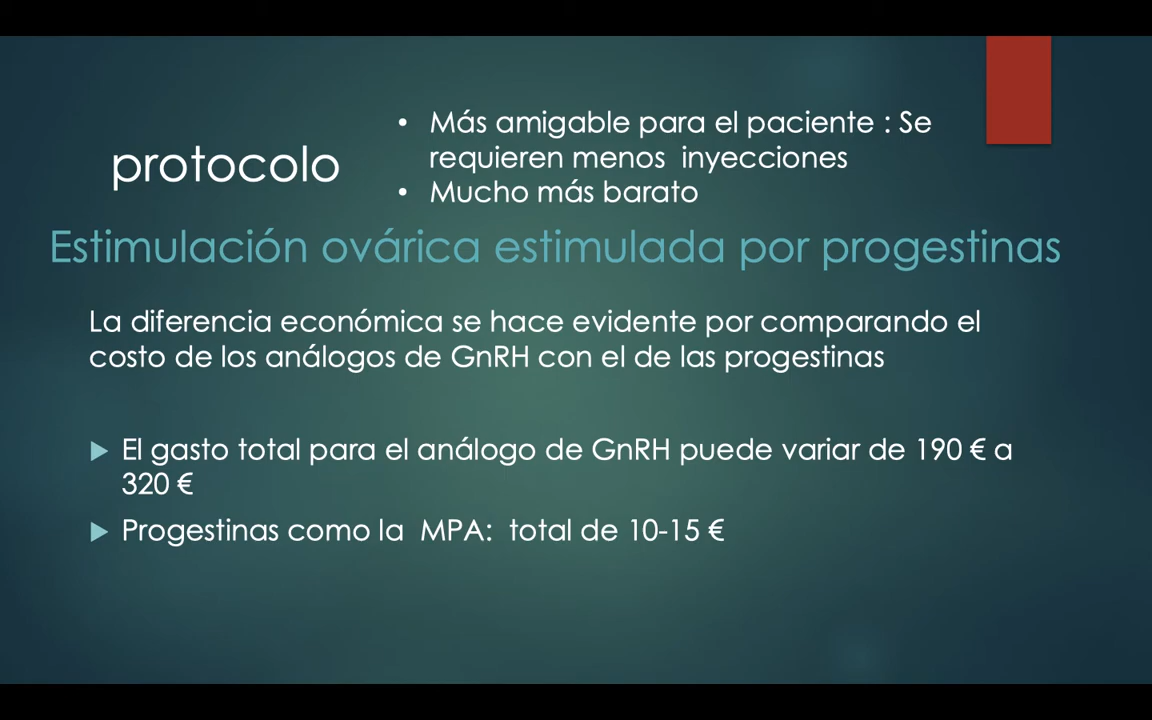 protocolo
• Más amigable para el paciente : Se
requieren menos inyecciones
• Mucho más barato
Estimulación ovárica estimulada por progestinas
La diferencia económica se hace evidente por comparando el
costo de los análogos de GnRH con el de las progestinas
El gasto total para el análogo de GnRH puede variar de 190 € a
320 €
Progestinas como la MPA: total de 10-15 €